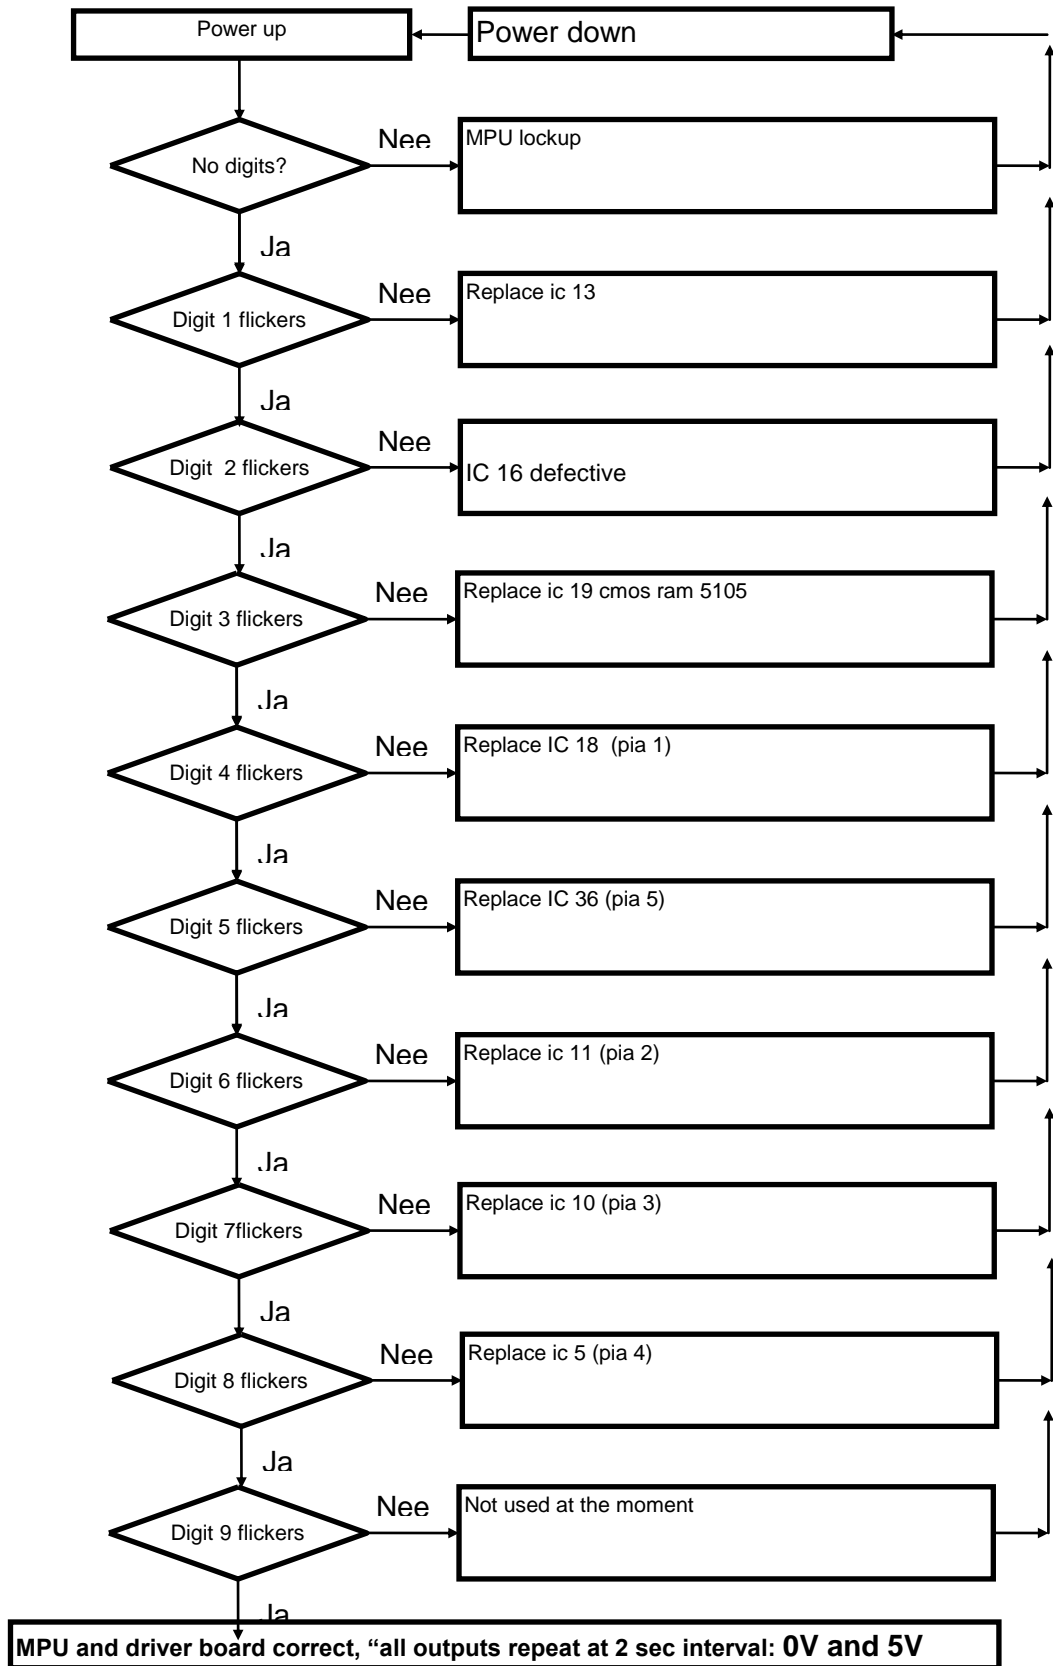 Power up
Power down
No digits?
Nee
MPU lockup
Ja
Digit 1 flickers
Nee
Replace ic 13
Ja
Digit  2 flickers
Nee
IC 16 defective
Ja
Digit 3 flickers
Nee
Replace ic 19 cmos ram 5105
Ja
Digit 4 flickers
Nee
Replace IC 18  (pia 1)
Ja
Digit 5 flickers
Nee
Replace IC 36 (pia 5)
Ja
Digit 6 flickers
Nee
Replace ic 11 (pia 2)
Ja
Digit 7flickers
Nee
Replace ic 10 (pia 3)
Ja
Digit 8 flickers
Nee
Replace ic 5 (pia 4)
Ja
Digit 9 flickers
Nee
Not used at the moment
Ja
MPU and driver board correct, “all outputs repeat at 2 sec interval: 0V and 5V